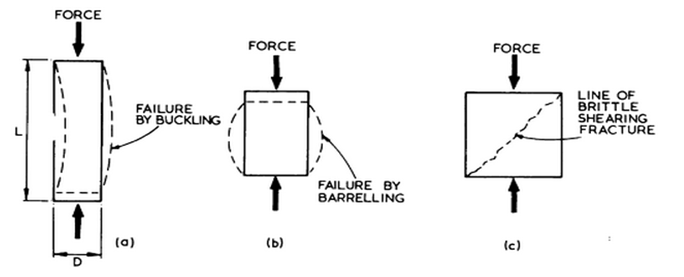 FORCE
L
FAILURE
BY BUCKLING
D
(a)
FORCE
FAILURE BY
BARRELLING
(b)
FORCE
LINE OF
BRITTLE
SHEARING
FRACTURE
(c)